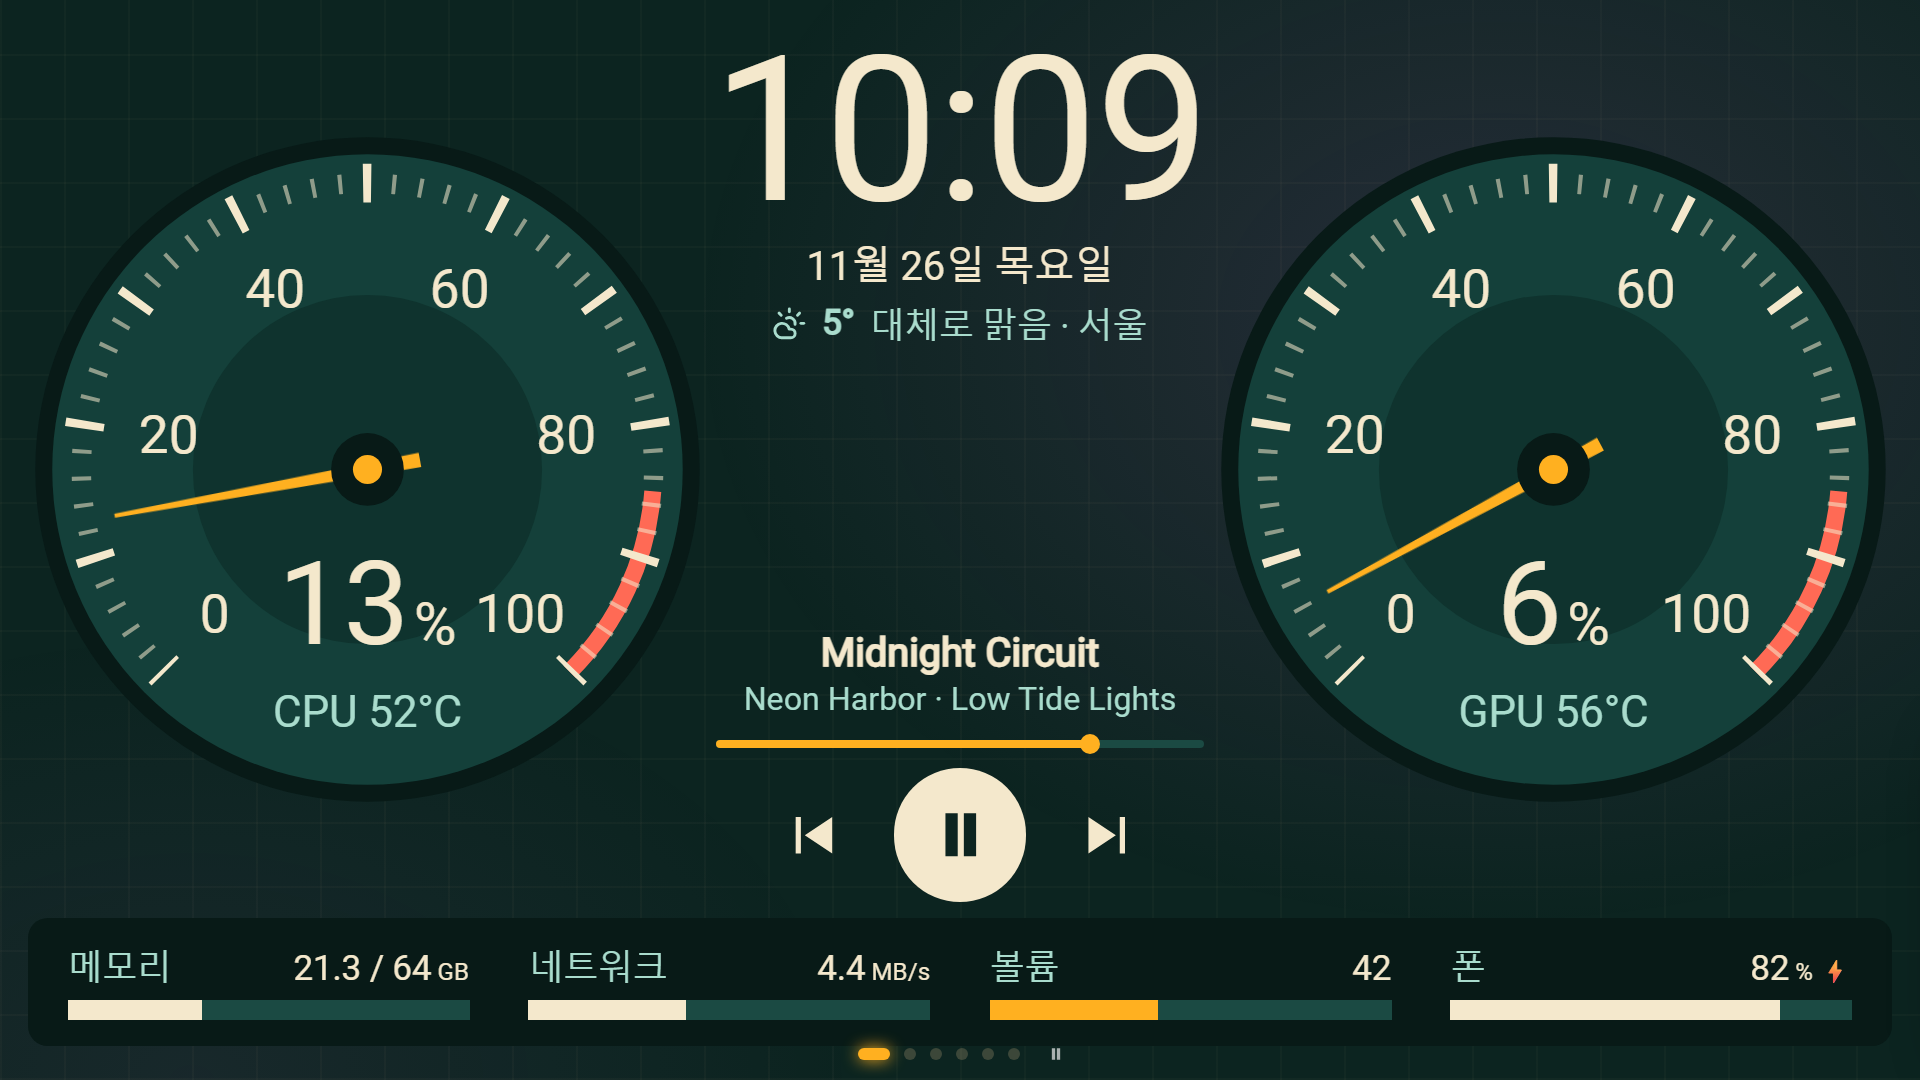 10:09
11월 26일 목요일
5° 대체로 맑음 · 서울
0
20
40
60
80
100
13 %
CPU 52°C
0
20
40
60
80
100
6 %
GPU 56°C
Midnight Circuit
Neon Harbor · Low Tide Lights
메모리 21.3 / 64 GB
네트워크 4.4 MB/s
볼륨 42
폰 82 %